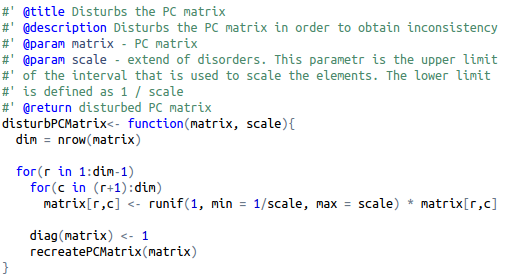 #' @title Disturbs the PC matrix
#' @description Disturbs the PC matrix in order to obtain inconsistency
#' @param matrix - PC matrix
#' @param scale - extend of disorders. This parametr is the upper limit
#' of the interval that is used to scale the elements. The lower limit
#' is defined as 1 / scale
#' @return disturbed PC matrix
disturbPCMatrix<- function(matrix, scale){
  dim = nrow(matrix)

  for(r in 1:dim-1)
    for(c in (r+1):dim)
      matrix[r,c] <- runif(1, min = 1/scale, max = scale) * matrix[r,c]

    diag(matrix) <- 1
    recreatePCMatrix(matrix)
}